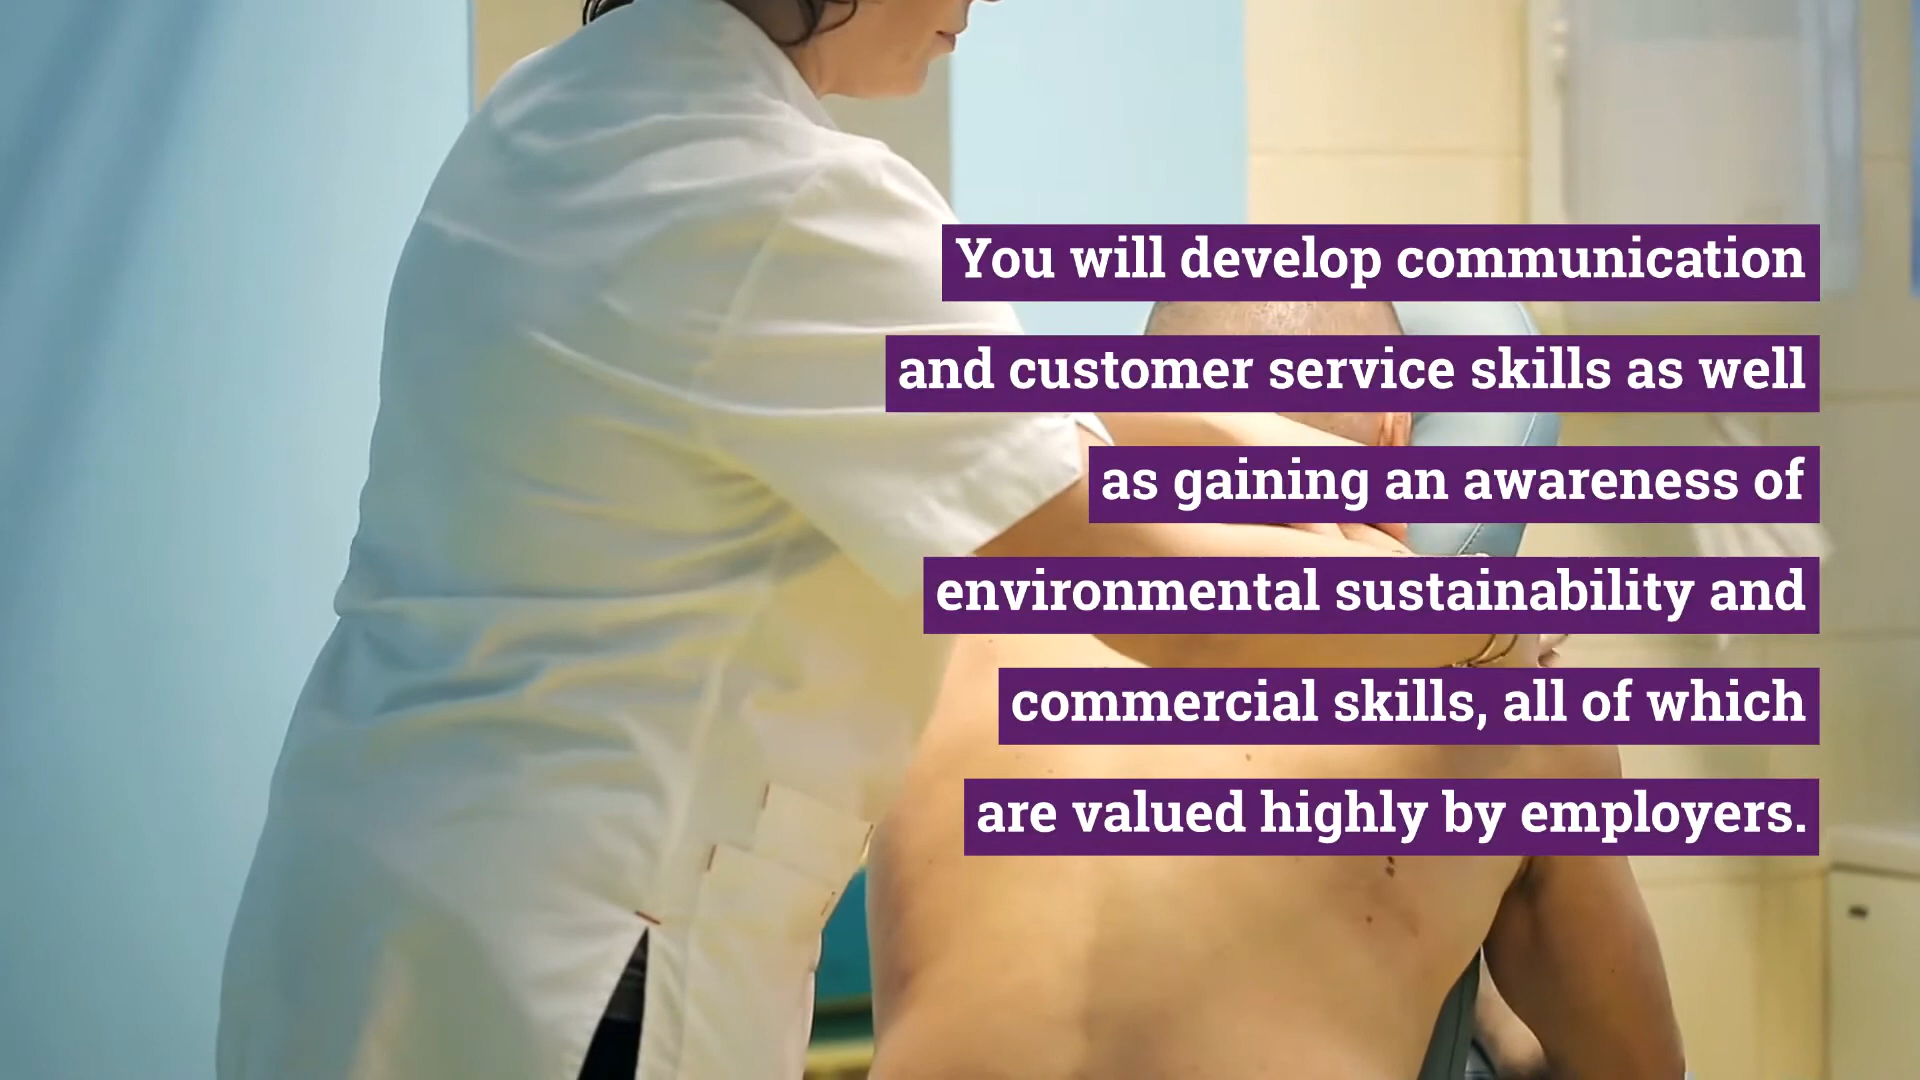 You will develop communication
and customer service skills as well
as gaining an awareness of
environmental sustainability and
commercial skills, all of which
are valued highly by employers.